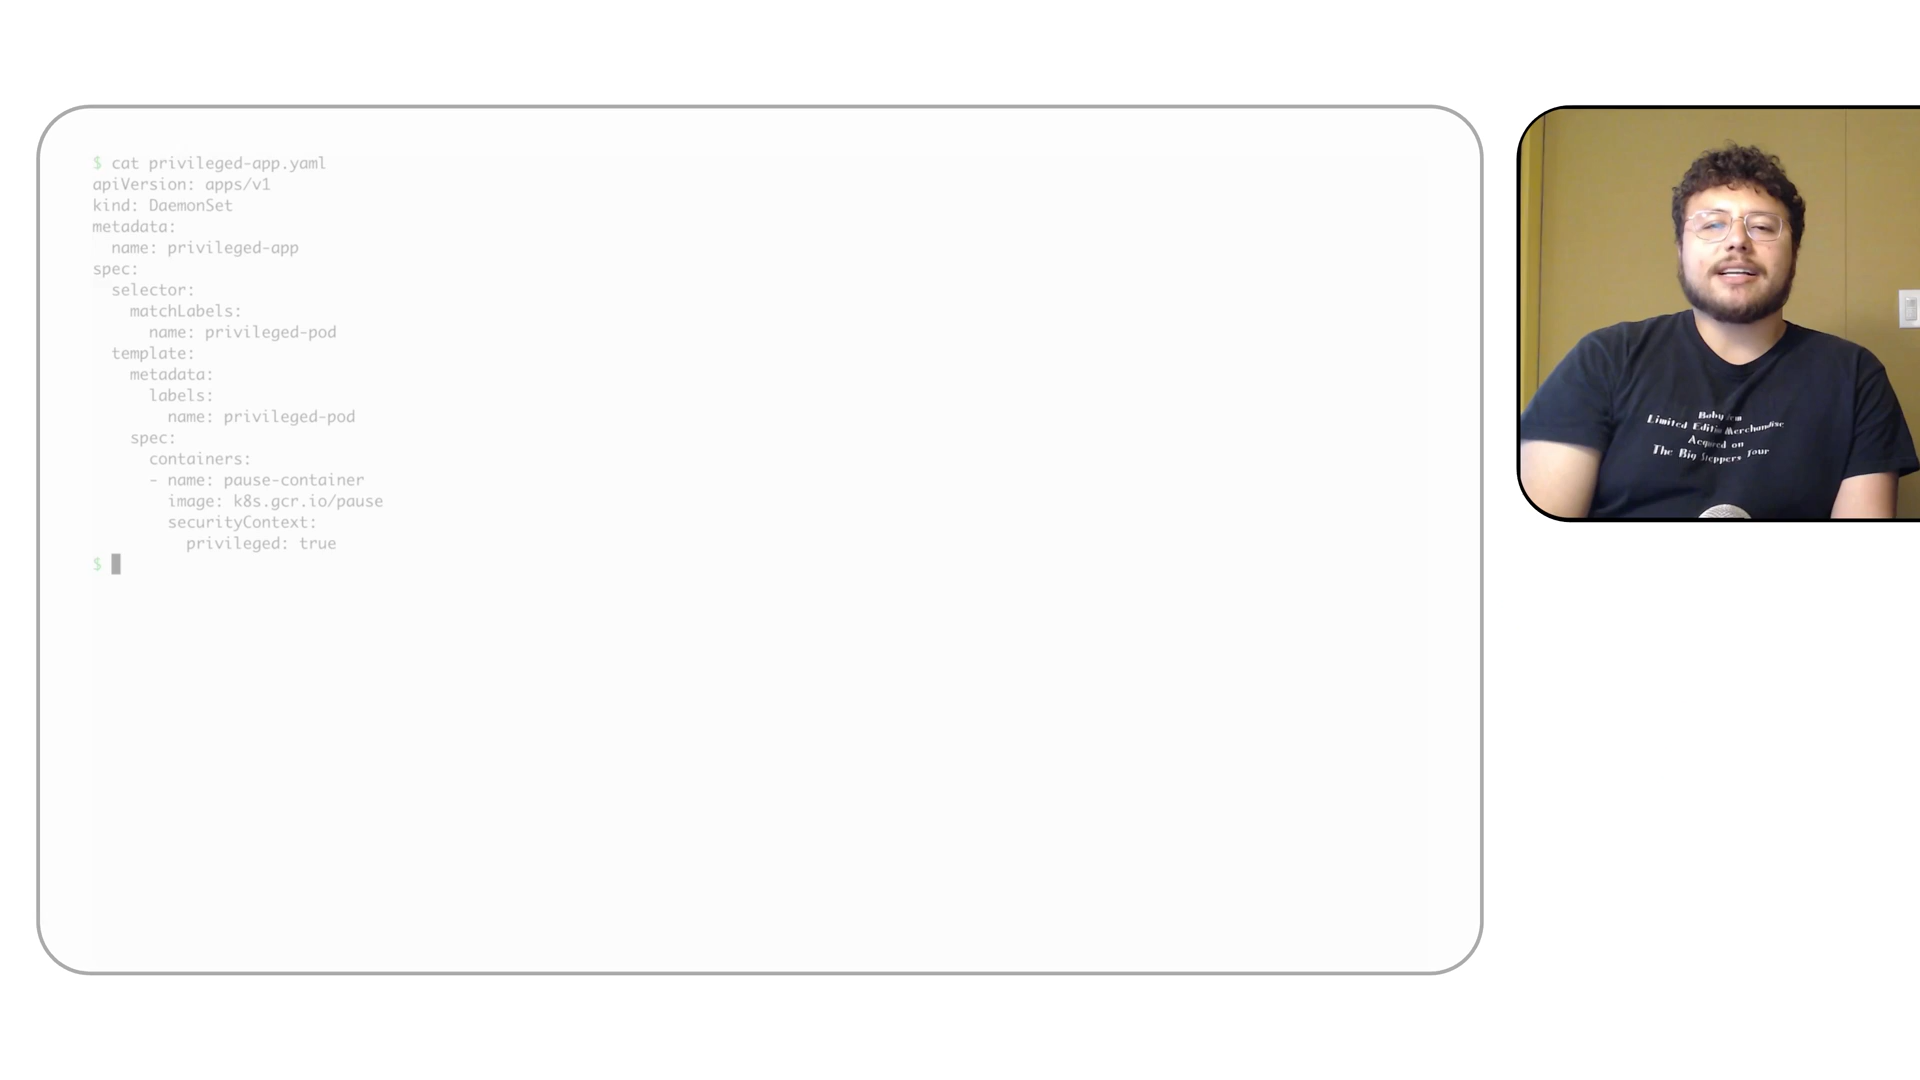 $ cat privileged-app.yaml
apiVersion: apps/v1
kind: DaemonSet
metadata:
  name: privileged-app
spec:
  selector:
    matchLabels:
      name: privileged-pod
  template:
    metadata:
      labels:
        name: privileged-pod
    spec:
      containers:
      - name: pause-container
        image: k8s.gcr.io/pause
        securityContext:
          privileged: true
$
Baby
Limited Merchandise
Acquired on
The Big Steppers Tour